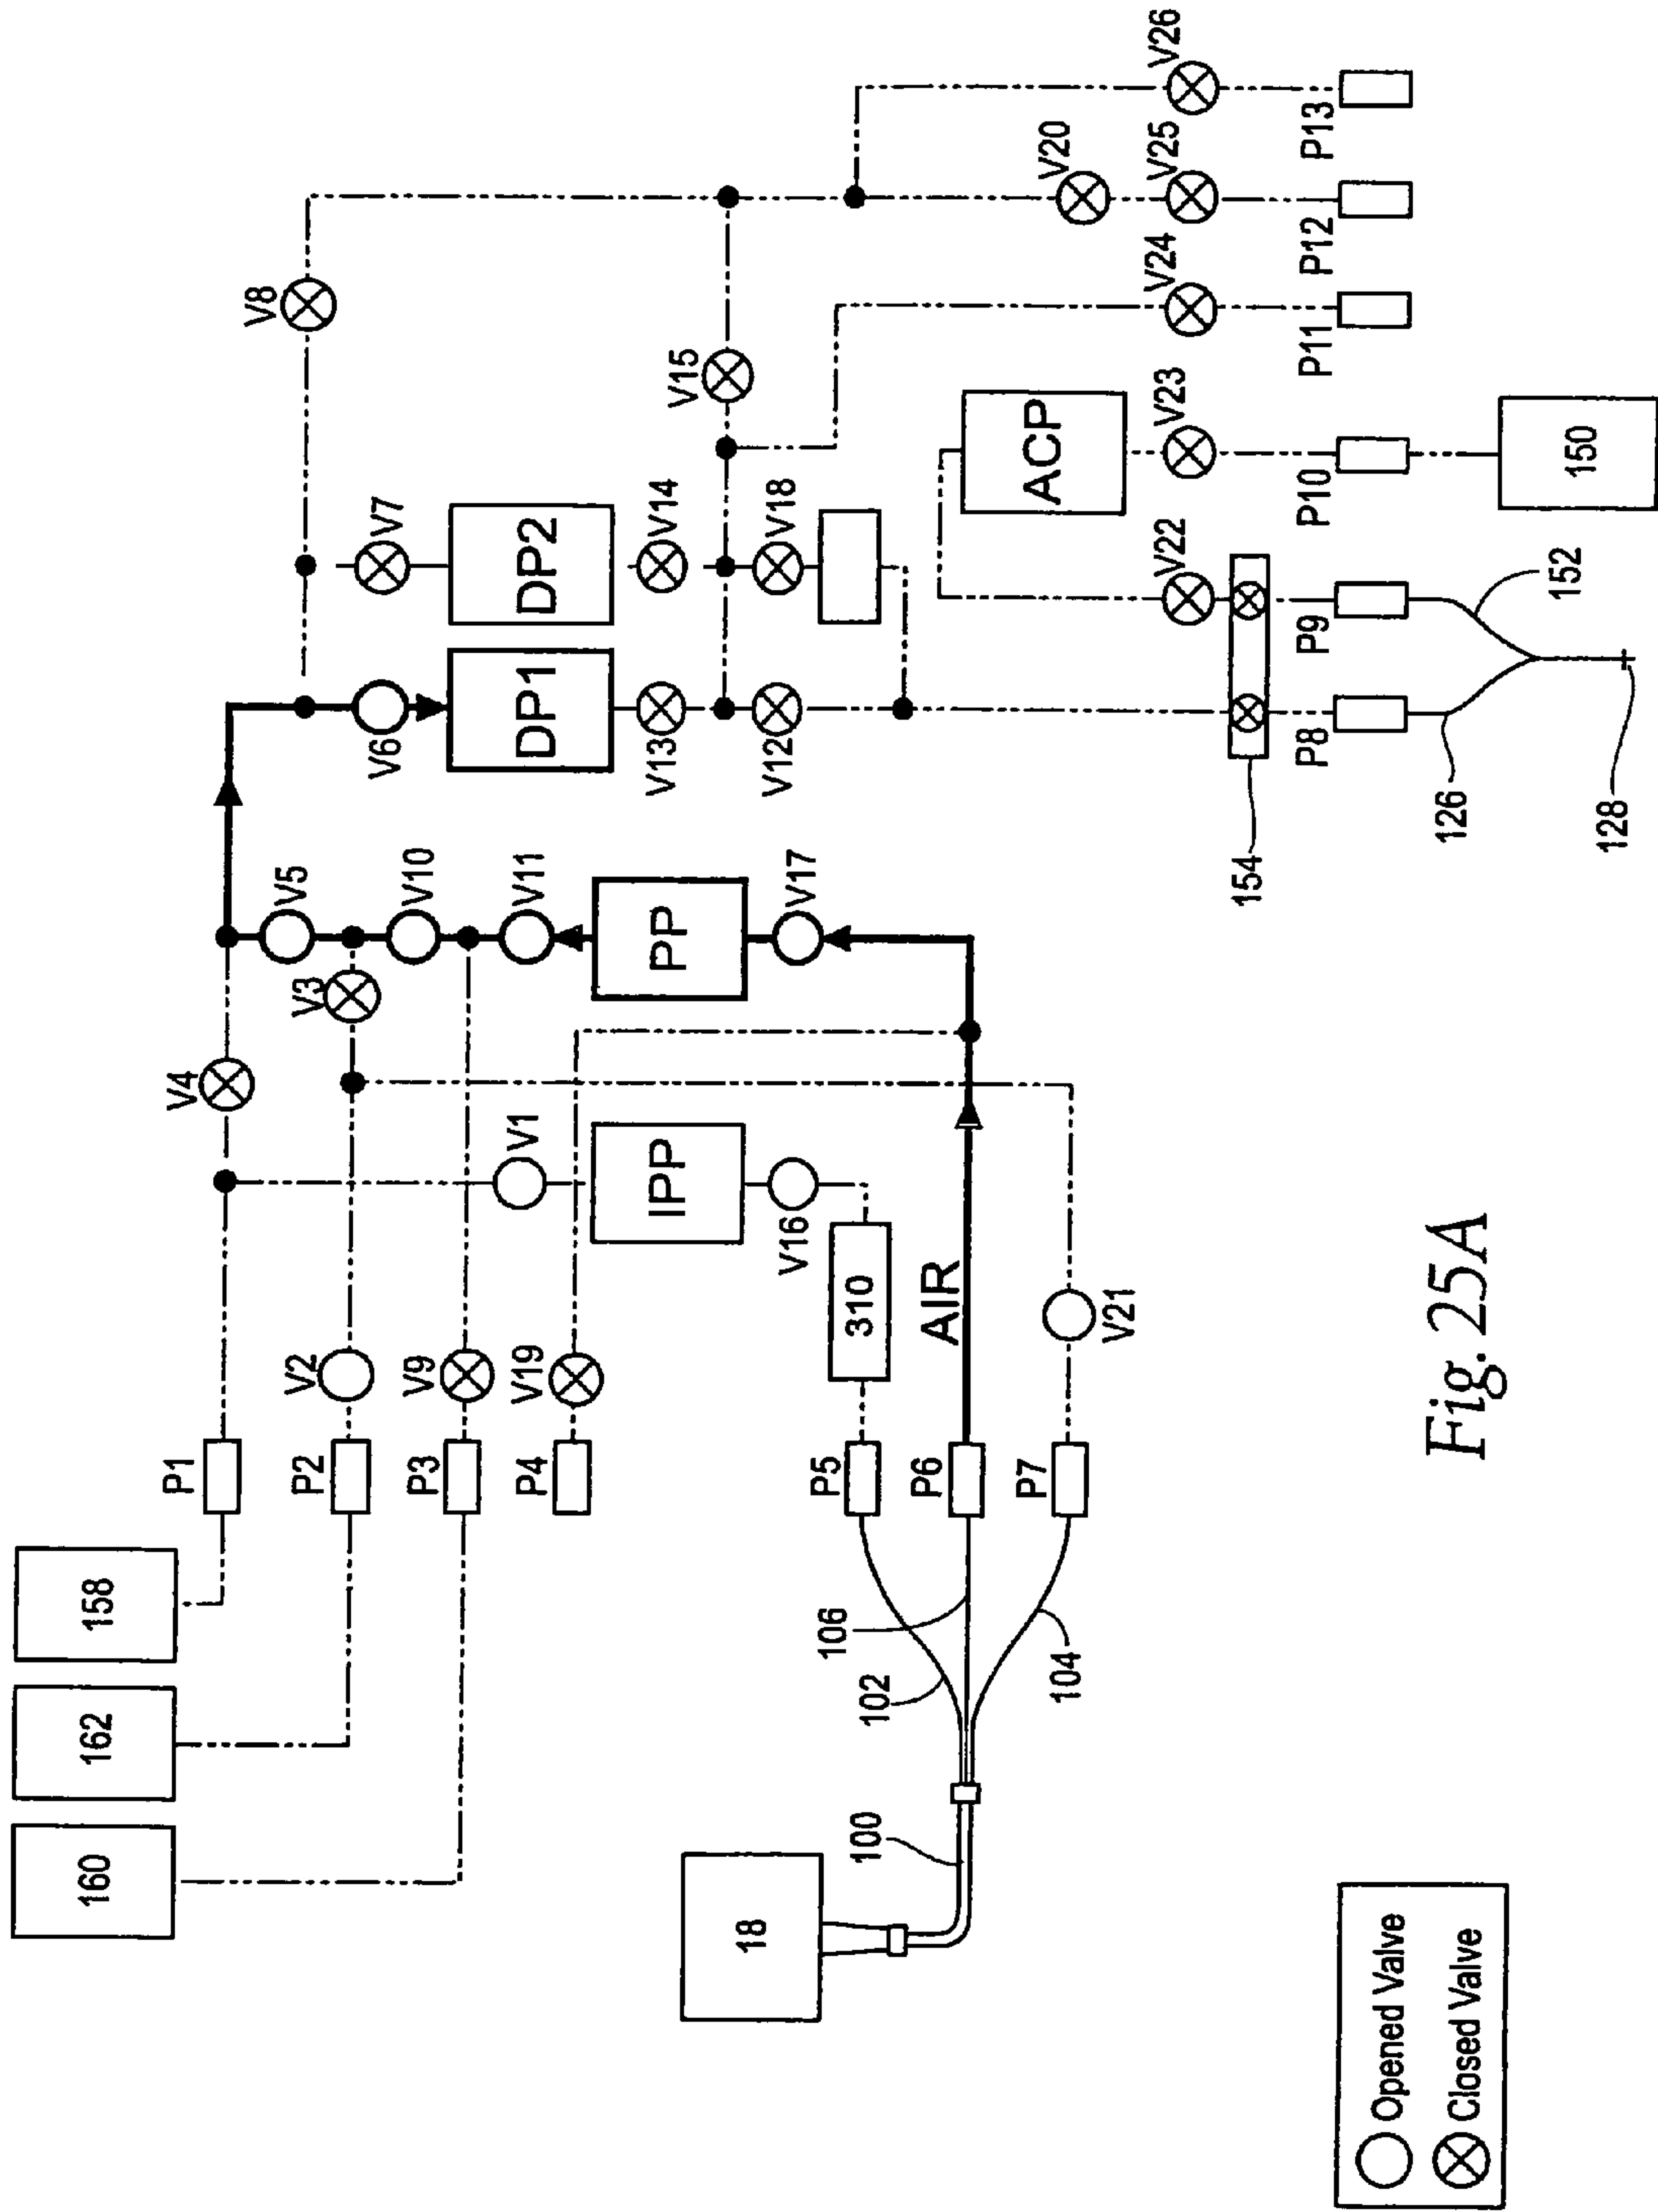 160
162
158
P1
P2
P3
P4
V2
V9
V19
V4
V3
V5
V10
V11
V1
IPP
V16
PP
V17
310
AIR
P5
P6
P7
V21
18
100
102
106
104
V6
V7
V8
DP1
DP2
V13
V14
V12
V18
V15
ACP
V20
V22
V23
V24
V25
V26
154
P8
P9
P10
P11
P12
P13
126
152
128
150
Opened Valve
Closed Valve
Fig. 25A